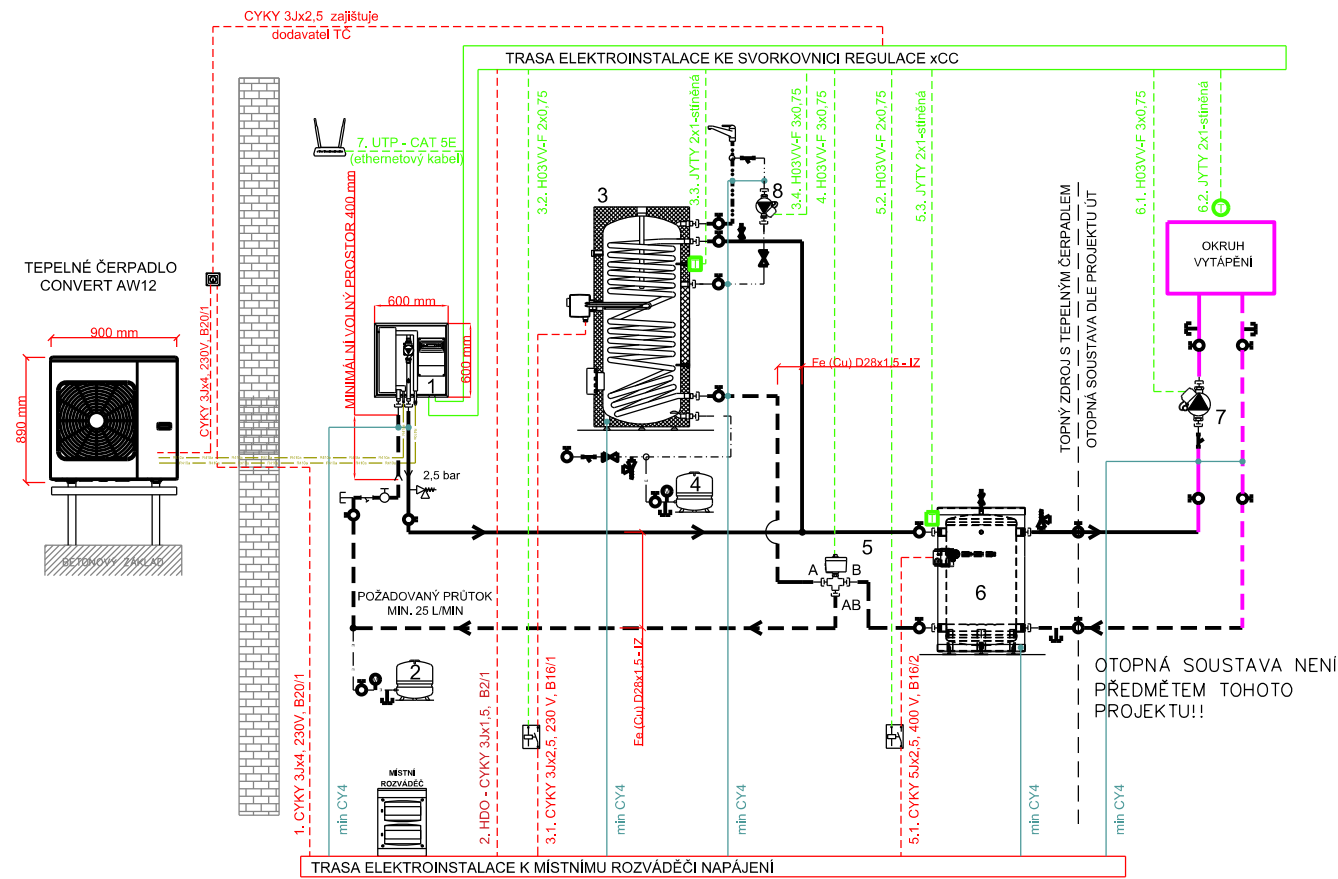 CYKY 3Jx2,5 zajištuje
dodavatel TČ
TRASA ELEKTROINSTALACE KE SVORKOVNICI REGULACE xCC
7. UTP - CAT 5E
(ethernetový kabel)
MINIMÁLNÍ VOLNÝ PROSTOR 400 mm
3.2. H03VV-F 2x0,75
3.3. JYTY 2x1-stíněná
3.4. H03VV-F 3x0,75
4. H03VV-F 3x0,75
5.2. H03VV-F 2x0,75
5.3. JYTY 2x1-stíněná
6.1. H03VV-F 3x0,75
6.2. JYTY 2x1-stíněná
3
8
T
OKRUH
VYTÁPĚNÍ
TEPELNÉ ČERPADLO
CONVERT AW12
900 mm
890 mm
CYKY 3Jx4, 230V, B20/1
600 mm
600 mm
1
Fe (Cu) D28x1,5 - IZ
TOPNÝ ZDROJ S TEPELNÝM ČERPADLEM
OTOPNÁ SOUSTAVA DLE PROJEKTU ÚT
7
2,5 bar
4
BETONOVÝ ZÁKLAD
5
A
B
AB
6
POŽADOVANÝ PRŮTOK
MIN. 25 L/MIN
2
Fe (Cu) D28x1,5 - IZ
OTOPNÁ SOUSTAVA NENÍ
PŘEDMĚTEM TOHOTO
PROJEKTU!!
1. CYKY 3Jx4, 230V, B20/1
min CY4
MÍSTNÍ
ROZVÁDĚČ
2. HDO - CYKY 3Jx1,5, B2/1
3.1. CYKY 3Jx2,5, 230 V, B16/1
min CY4
min CY4
5.1. CYKY 5Jx2,5, 400 V, B16/2
min CY4
min CY4
TRASA ELEKTROINSTALACE K MÍSTNÍMU ROZVÁDĚČI NAPÁJENÍ